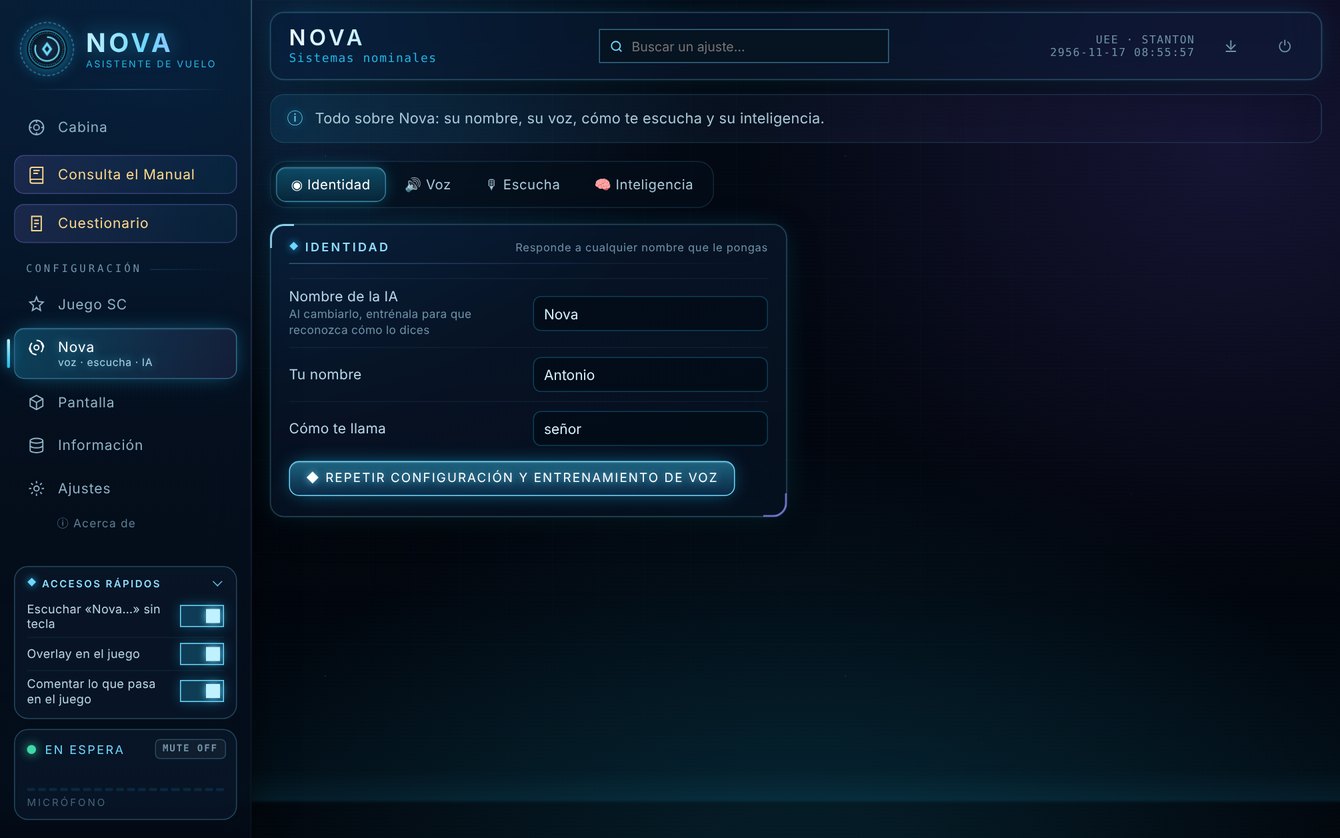 NOVA
ASISTENTE DE VUELO
Cabina
Consulta el Manual
Cuestionario
CONFIGURACIÓN
Juego SC
Nova
voz · escucha · IA
Pantalla
Información
Ajustes
ⓘ Acerca de
ACCESOS RÁPIDOS
Escuchar «Nova...» sin
tecla
Overlay en el juego
Comentar lo que pasa
en el juego
EN ESPERA
MUTE OFF
MICRÓFONO
NOVA
Sistemas nominales
Buscar un ajuste...
UEE · STANTON
2956-11-17 08:55:57
Todo sobre Nova: su nombre, su voz, cómo te escucha y su inteligencia.
Identidad
Voz
Escucha
Inteligencia
IDENTIDAD
Responde a cualquier nombre que le pongas
Nombre de la IA
Al cambiarlo, entrénala para que
reconozca cómo lo dices
Nova
Tu nombre
Antonio
Cómo te llama
señor
REPETIR CONFIGURACIÓN Y ENTRENAMIENTO DE VOZ